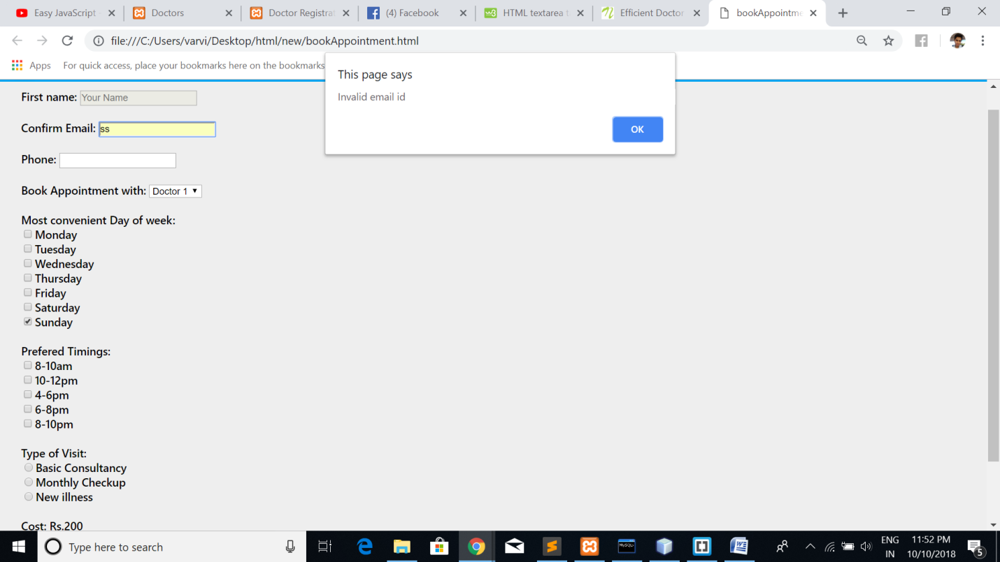 Easy JavaScript
Doctors
Doctor Registrat
(4) Facebook
HTML textarea t
Efficient Doctor
bookAppointme
file:///C:/Users/varvi/Desktop/html/new/bookAppointment.html
Apps For quick access, place your bookmarks here on the bookmarks
This page says
Invalid email id
OK
First name: Your Name
Confirm Email: ss
Phone:
Book Appointment with: Doctor 1
Most convenient Day of week:
Monday
Tuesday
Wednesday
Thursday
Friday
Saturday
Sunday
Prefered Timings:
8-10am
10-12pm
4-6pm
6-8pm
8-10pm
Type of Visit:
Basic Consultancy
Monthly Checkup
New illness
Cost: Rs.200
Type here to search
MySQL
ENG
IN
11:52 PM
10/10/2018
5